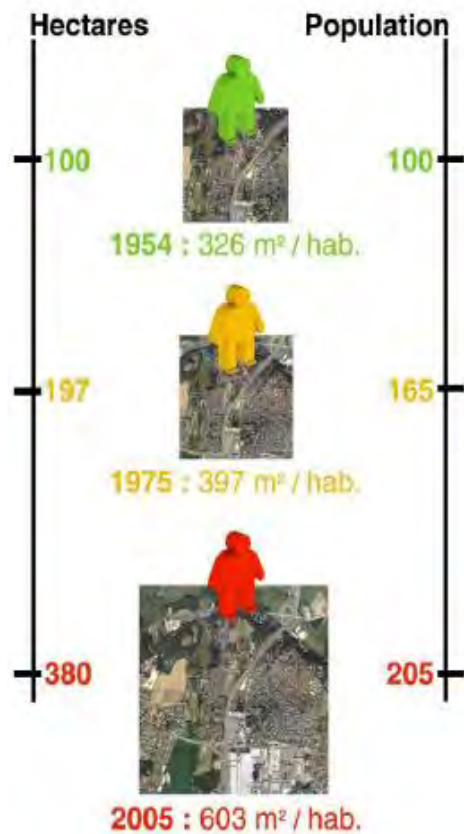 Hectares Population
100 100
1954 : 326 m² / hab.
197 165
1975 : 397 m² / hab.
380 205
2005 : 603 m² / hab.